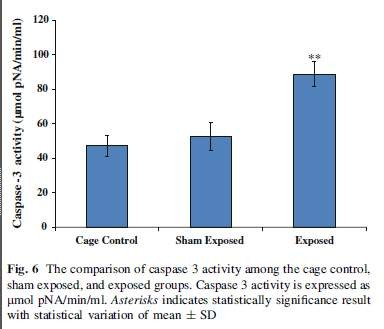 120
100
80
60
40
20
0
Caspase -3 activity (µmol pNA/min/ml)
**
Cage Control Sham Exposed Exposed
Fig. 6 The comparison of caspase 3 activity among the cage control,
sham exposed, and exposed groups. Caspase 3 activity is expressed as
µmol pNA/min/ml. Asterisks indicates statistically significance result
with statistical variation of mean ± SD